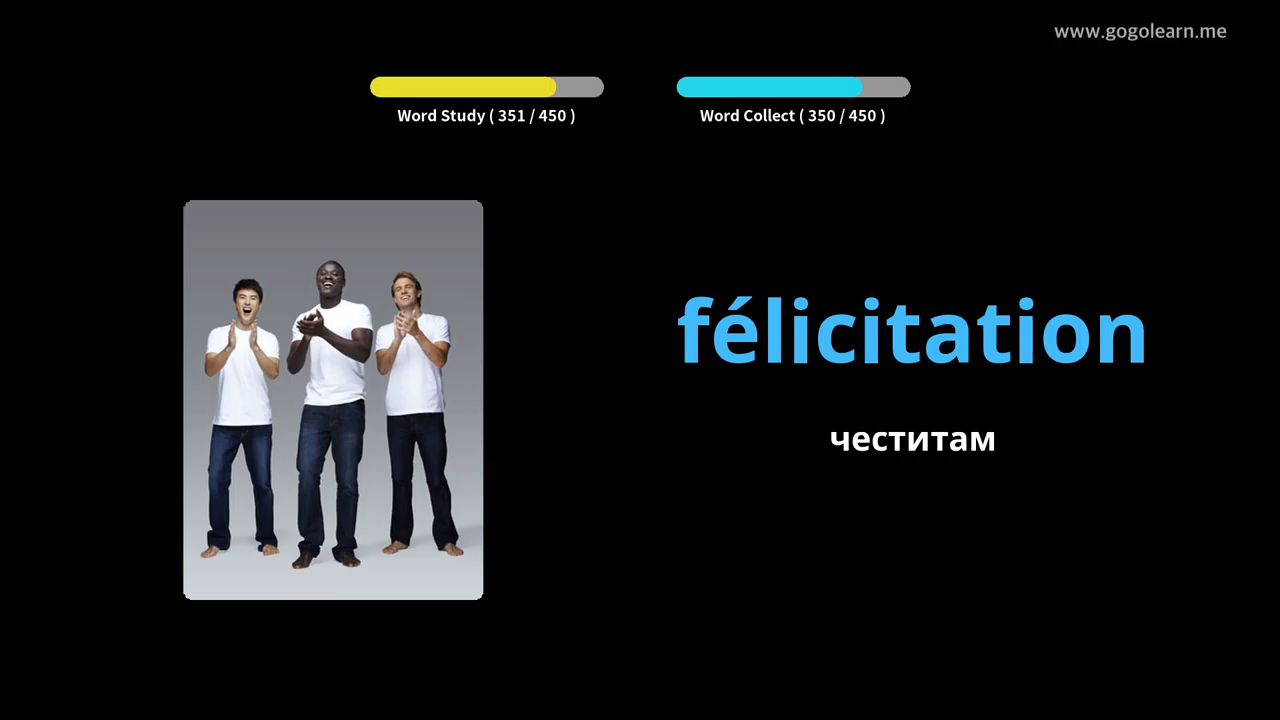 www.gogolearn.me
Word Study ( 351 / 450 )
Word Collect ( 350 / 450 )
félicitation
честитам